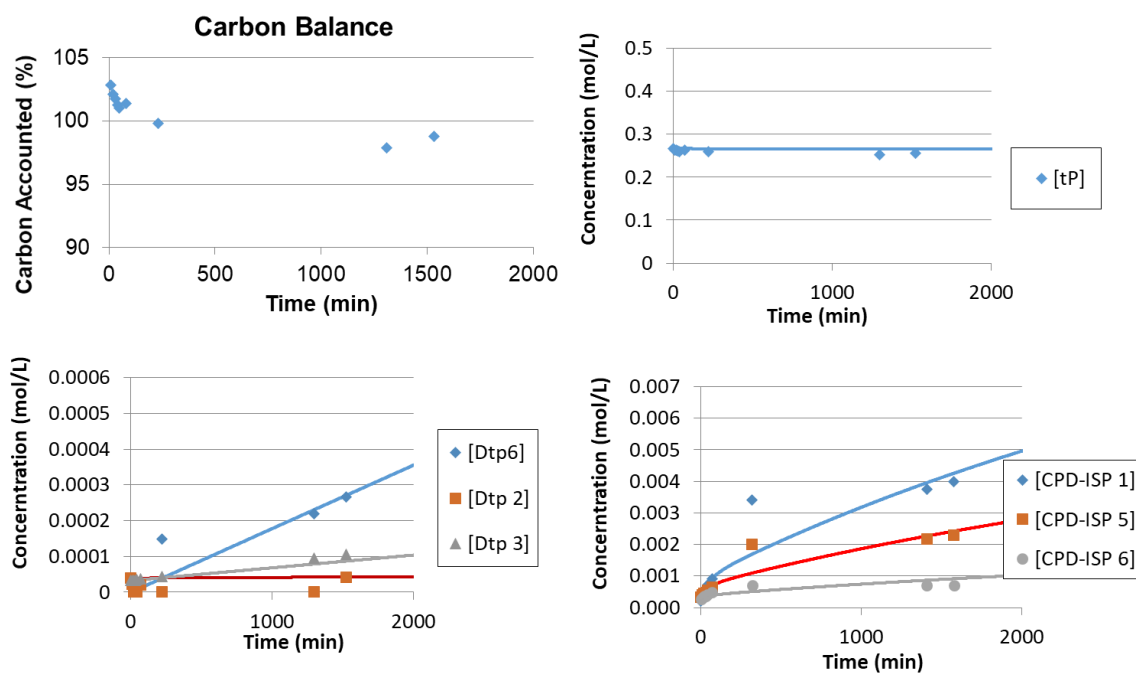 Carbon Balance
Carbon Accounted (%)
105
100
95
90
0
500
1000
1500
2000
Time (min)
Concerntration (mol/L)
0.5
0.4
0.3
0.2
0.1
0
0
1000
2000
Time (min)
[tP]
Concerntration (mol/L)
0.0006
0.0005
0.0004
0.0003
0.0002
0.0001
0
0
1000
2000
Time (min)
[Dtp6]
[Dtp 2]
[Dtp 3]
Concerntration (mol/L)
0.007
0.006
0.005
0.004
0.003
0.002
0.001
0.000
0
1000
2000
Time (min)
[CPD-ISP 1]
[CPD-ISP 5]
[CPD-ISP 6]